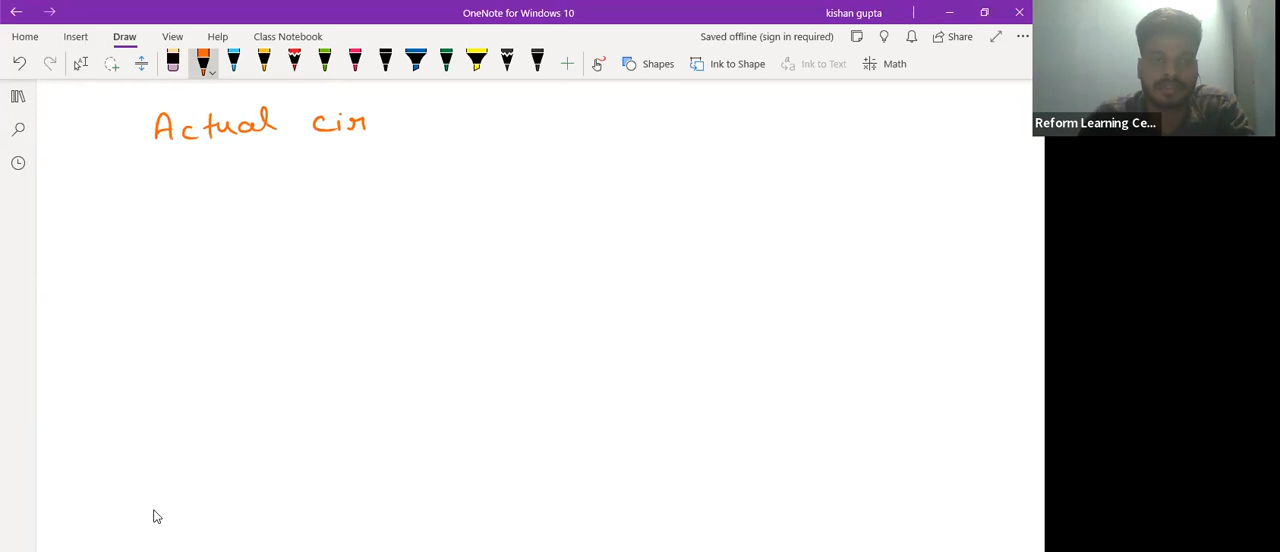 OneNote for Windows 10
kishan gupta
Home Insert Draw View Help Class Notebook
Saved offline (sign in required) Share
Shapes Ink to Shape Ink to Text Math
Actual cir
Reform Learning Ce...